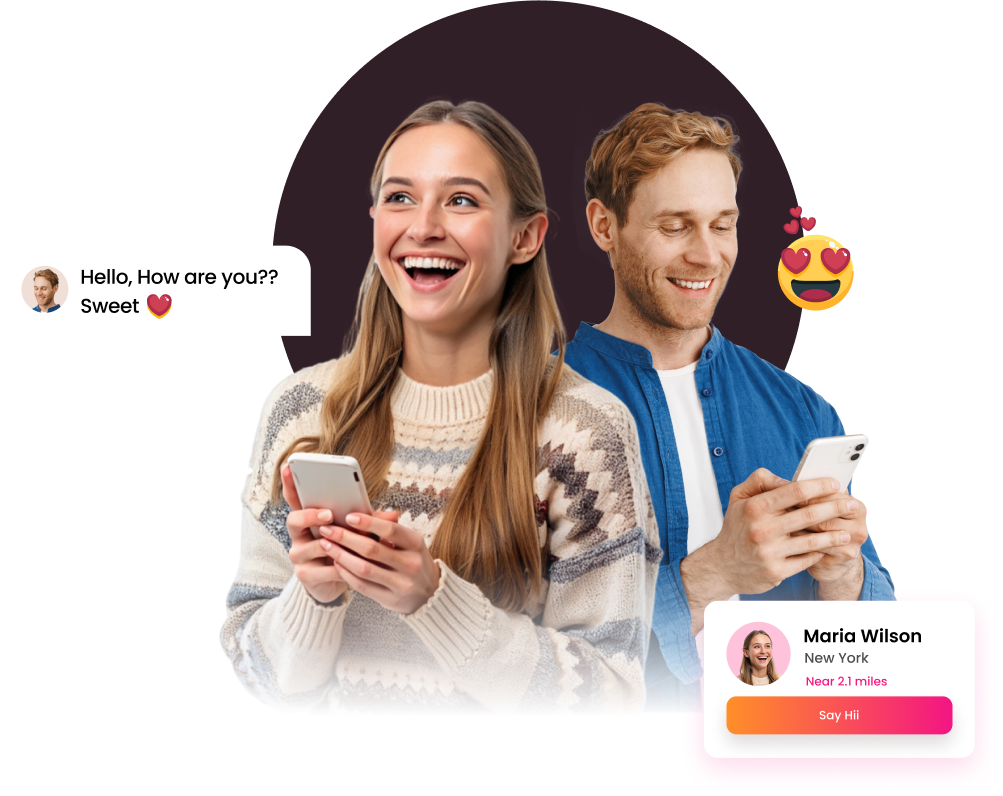 Hello, How are you??
Sweet ❤️
Maria Wilson
New York
Near 2.1 miles
Say Hii